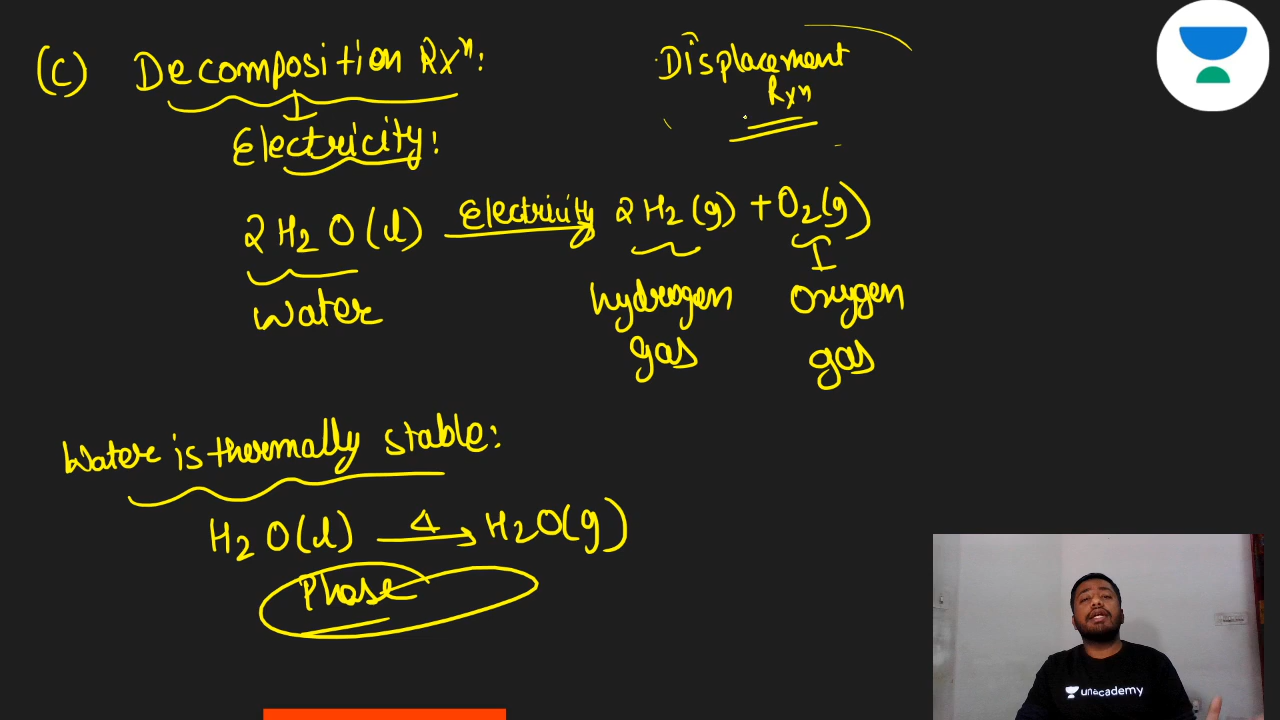 (C) Decomposition Rxⁿ:
Displacement
Rxⁿ
Electricity:
2H₂O(l) Electricity → 2H₂(g) + O₂(g)
Water
hydrogen
gas
oxygen
gas
Water is thermally stable:
H₂O(l) Δ → H₂O(g)
Phase
unacademy